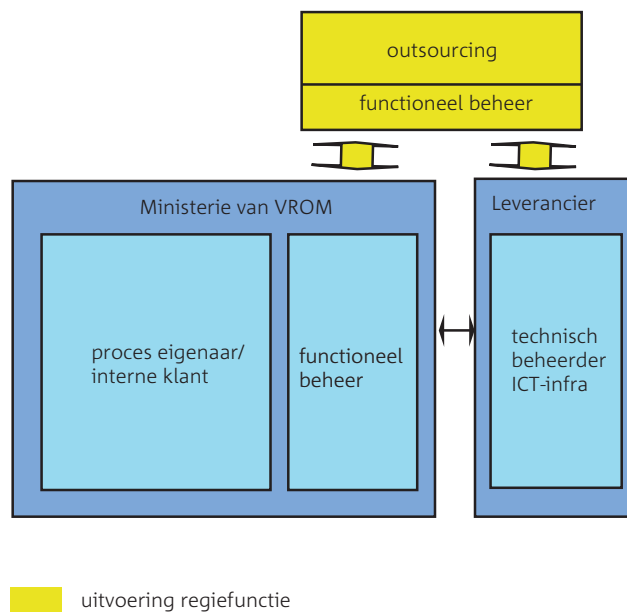 outsourcing
functioneel beheer
Ministerie van VROM
Leverancier
proces eigenaar/
interne klant
functioneel
beheer
technisch
beheerder
ICT-infra
uitvoering regiefunctie